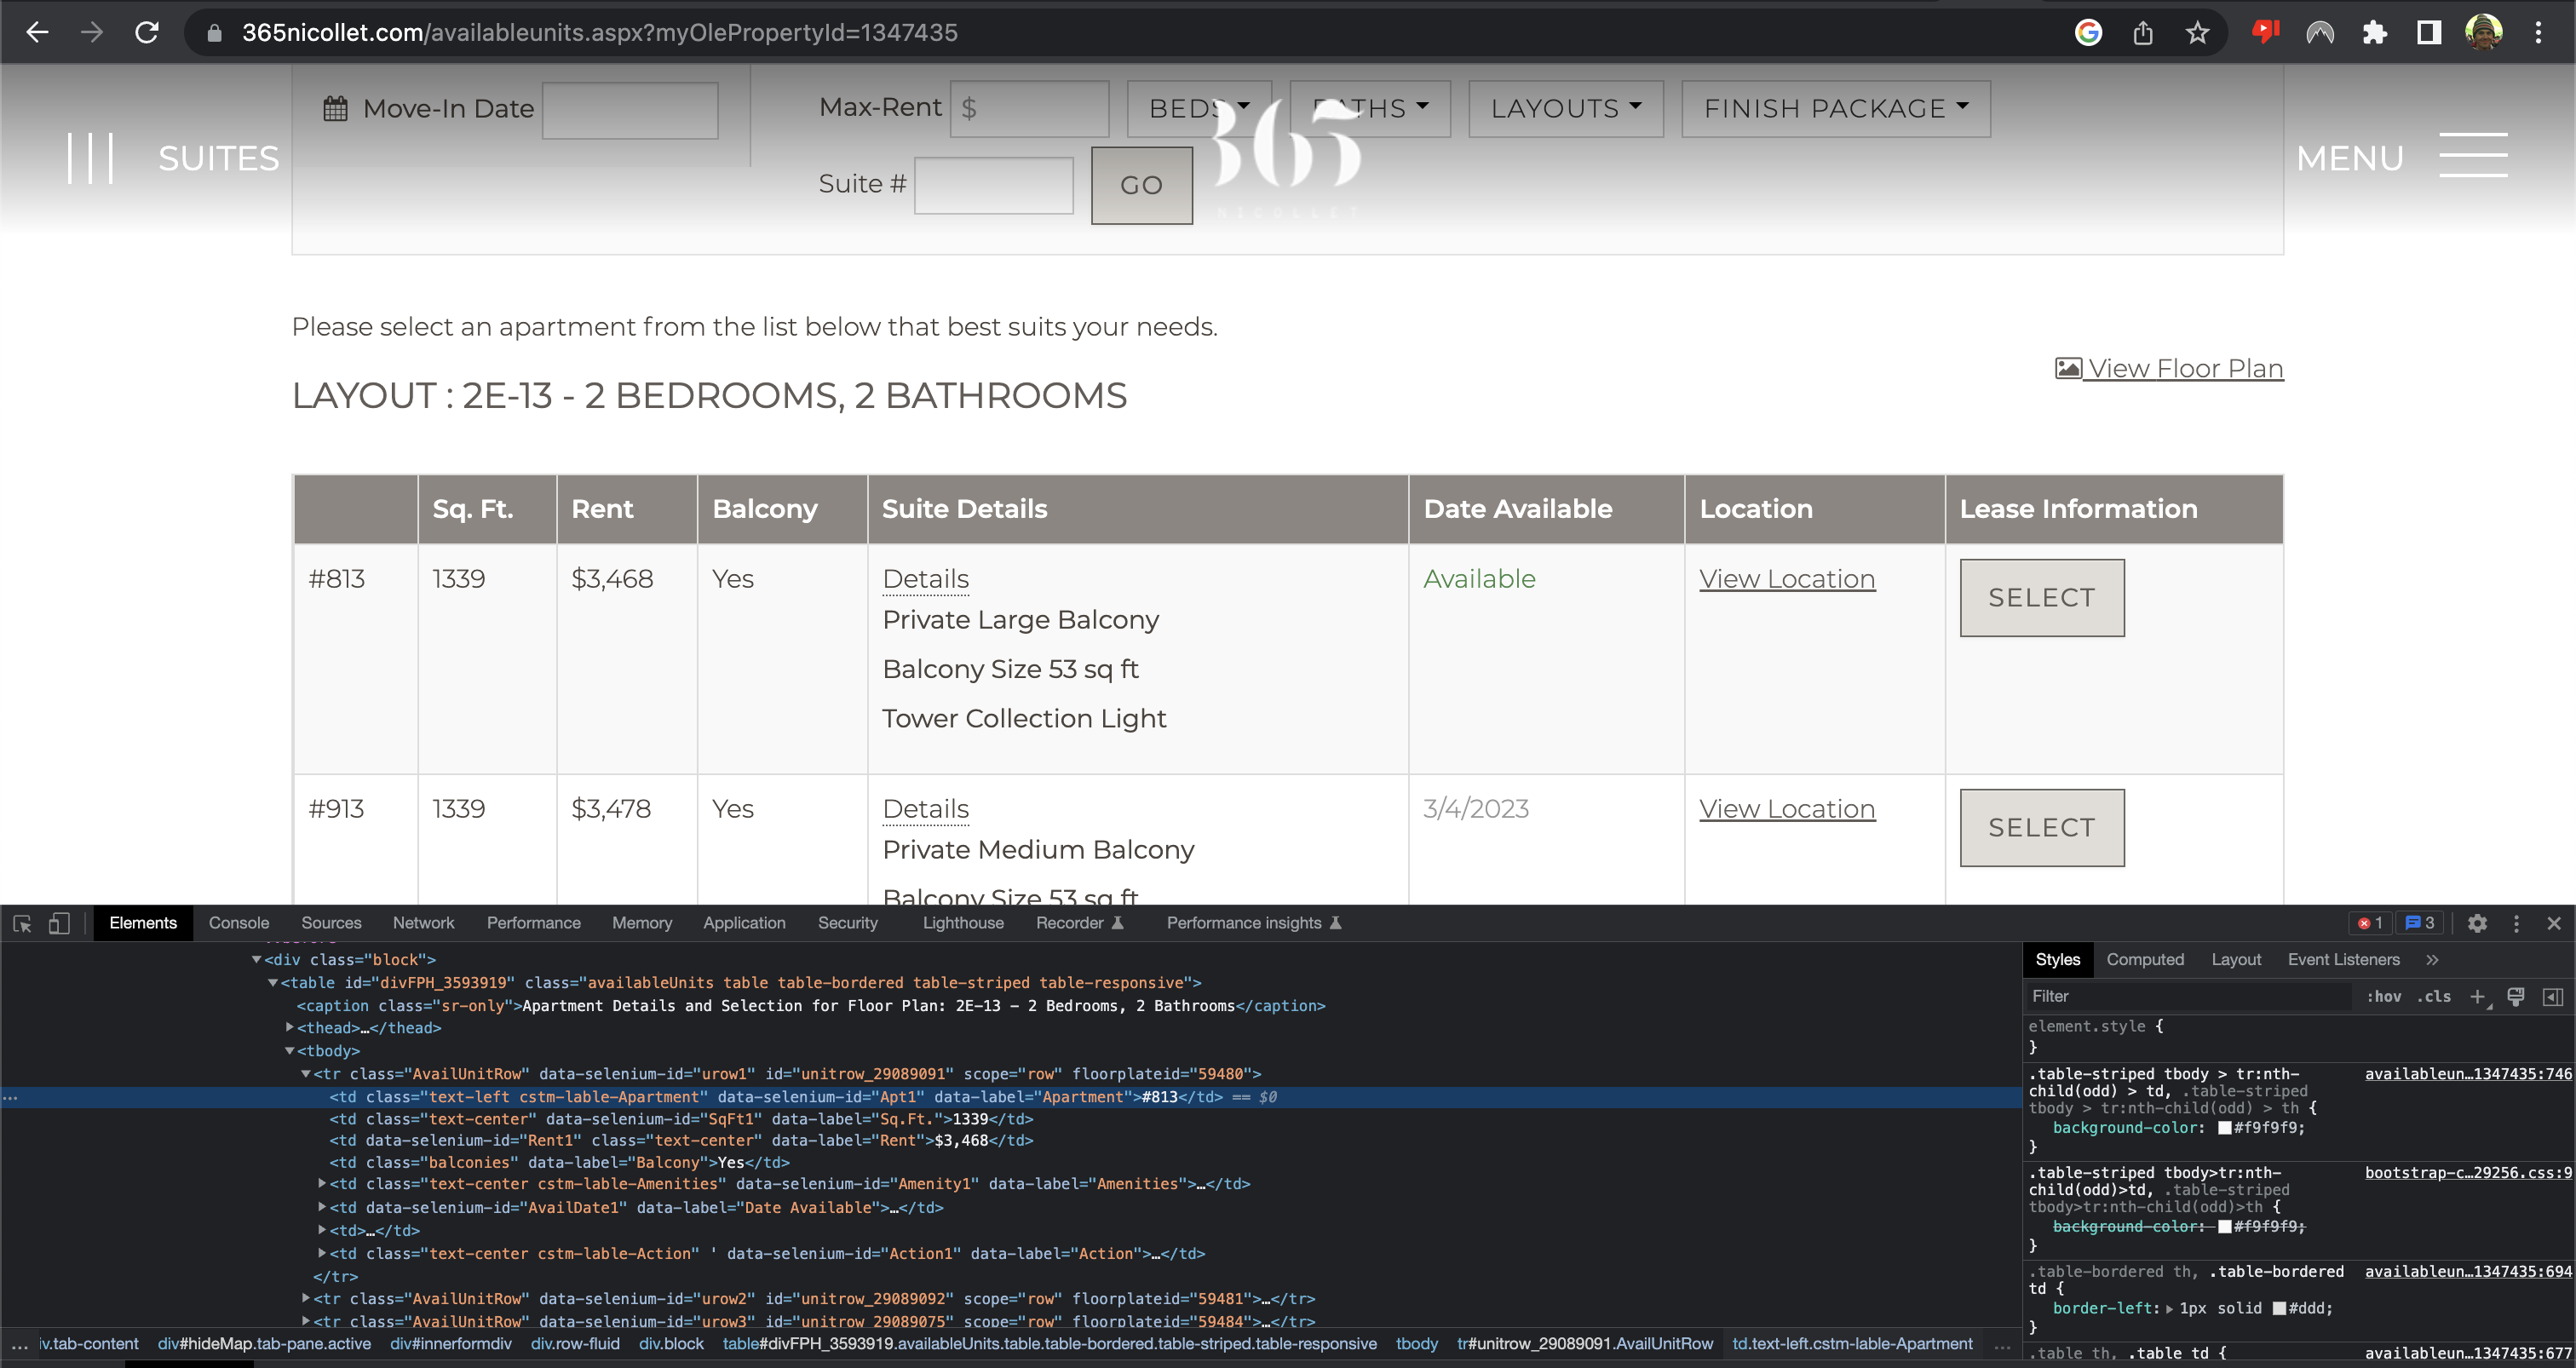 365nicollet.com/availableunits.aspx?myOlePropertyId=1347435
SUITES
Move-In Date
Max-Rent $
BEDS
BATHS
LAYOUTS
FINISH PACKAGE
Suite #
GO
365
NICOLLET
MENU
Please select an apartment from the list below that best suits your needs.
View Floor Plan
LAYOUT : 2E-13 - 2 BEDROOMS, 2 BATHROOMS
Sq. Ft. Rent Balcony Suite Details Date Available Location Lease Information
#813 1339 $3,468 Yes Details Available View Location SELECT
Private Large Balcony
Balcony Size 53 sq ft
Tower Collection Light
#913 1339 $3,478 Yes Details 3/4/2023 View Location SELECT
Private Medium Balcony
Balcony Size 53 sq ft
Elements Console Sources Network Performance Memory Application Security Lighthouse Recorder Performance insights 1 3
<div class="block">
<table id="divFPH_3593919" class="availableUnits table table-bordered table-striped table-responsive">
<caption class="sr-only">Apartment Details and Selection for Floor Plan: 2E-13 - 2 Bedrooms, 2 Bathrooms</caption>
<thead>…</thead>
<tbody>
<tr class="AvailUnitRow" data-selenium-id="urow1" id="unitrow_29089091" scope="row" floorplateid="59480">
… <td class="text-left cstm-lable-Apartment" data-selenium-id="Apt1" data-label="Apartment">#813</td> == $0
<td class="text-center" data-selenium-id="SqFt1" data-label="Sq.Ft.">1339</td>
<td data-selenium-id="Rent1" class="text-center" data-label="Rent">$3,468</td>
<td class="balconies" data-label="Balcony">Yes</td>
<td class="text-center cstm-lable-Amenities" data-selenium-id="Amenity1" data-label="Amenities">…</td>
<td data-selenium-id="AvailDate1" data-label="Date Available">…</td>
<td>…</td>
<td class="text-center cstm-lable-Action" ' data-selenium-id="Action1" data-label="Action">…</td>
</tr>
<tr class="AvailUnitRow" data-selenium-id="urow2" id="unitrow_29089092" scope="row" floorplateid="59481">…</tr>
<tr class="AvailUnitRow" data-selenium-id="urow3" id="unitrow_29089075" scope="row" floorplateid="59484">…</tr>
… iv.tab-content div#hideMap.tab-pane.active div#innerformdiv div.row-fluid div.block table#divFPH_3593919.availableUnits.table.table-bordered.table-striped.table-responsive tbody tr#unitrow_29089091.AvailUnitRow td.text-left.cstm-lable-Apartment …
Styles Computed Layout Event Listeners »
Filter :hov .cls +
element.style {
}
.table-striped tbody > tr:nth- availableun…1347435:746
child(odd) > td, .table-striped
tbody > tr:nth-child(odd) > th {
background-color: #f9f9f9;
}
.table-striped tbody>tr:nth- bootstrap-c…29256.css:9
child(odd)>td, .table-striped
tbody>tr:nth-child(odd)>th {
background-color: #f9f9f9;
}
.table-bordered th, .table-bordered availableun…1347435:694
td {
border-left: 1px solid #ddd;
}
.table th, .table td { availableun…1347435:677